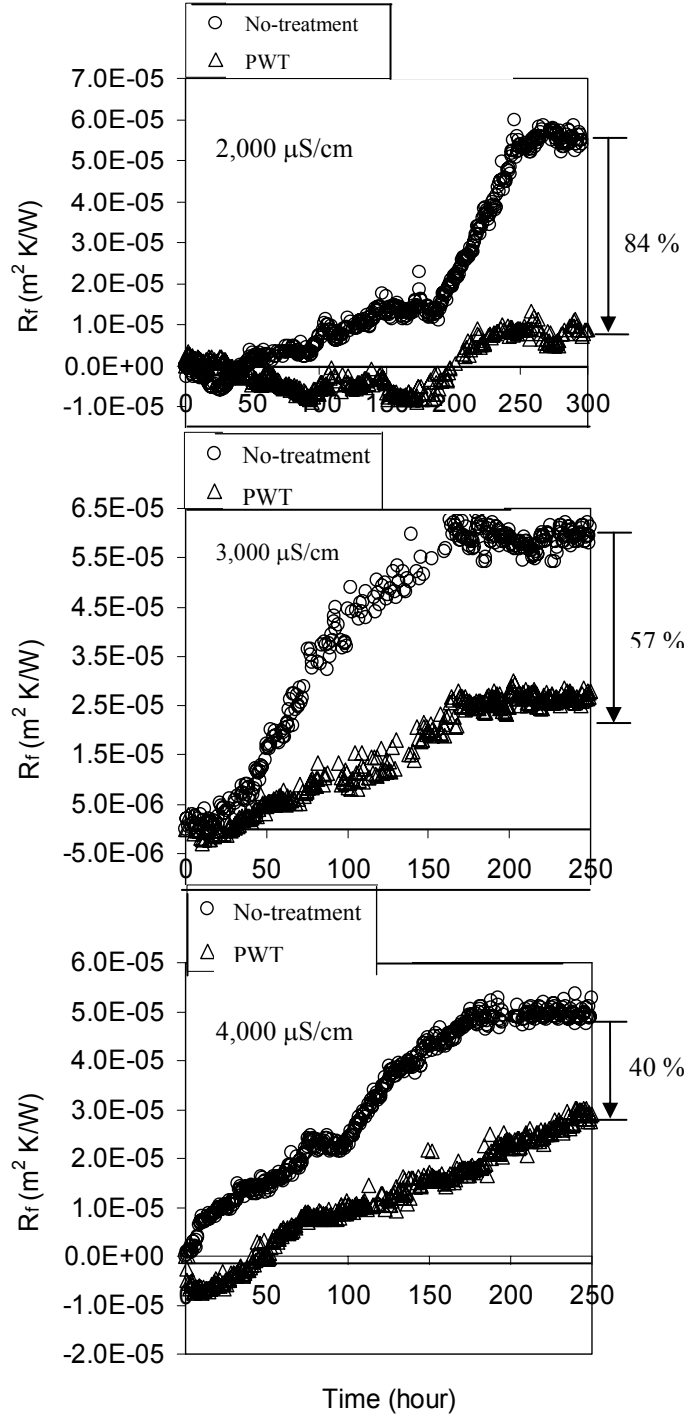 No-treatment
PWT
7.0E-05
6.0E-05
5.0E-05
4.0E-05
3.0E-05
2.0E-05
1.0E-05
0.0E+00
-1.0E-05
Rf (m2 K/W)
2,000 μS/cm
84 %
0 50 100 150 200 250 300
No-treatment
PWT
6.5E-05
5.5E-05
4.5E-05
3.5E-05
2.5E-05
1.5E-05
5.0E-06
-5.0E-06
Rf (m2 K/W)
3,000 μS/cm
57 %
0 50 100 150 200 250
No-treatment
PWT
6.0E-05
5.0E-05
4.0E-05
3.0E-05
2.0E-05
1.0E-05
0.0E+00
-1.0E-05
-2.0E-05
Rf (m2 K/W)
4,000 μS/cm
40 %
0 50 100 150 200 250
Time (hour)